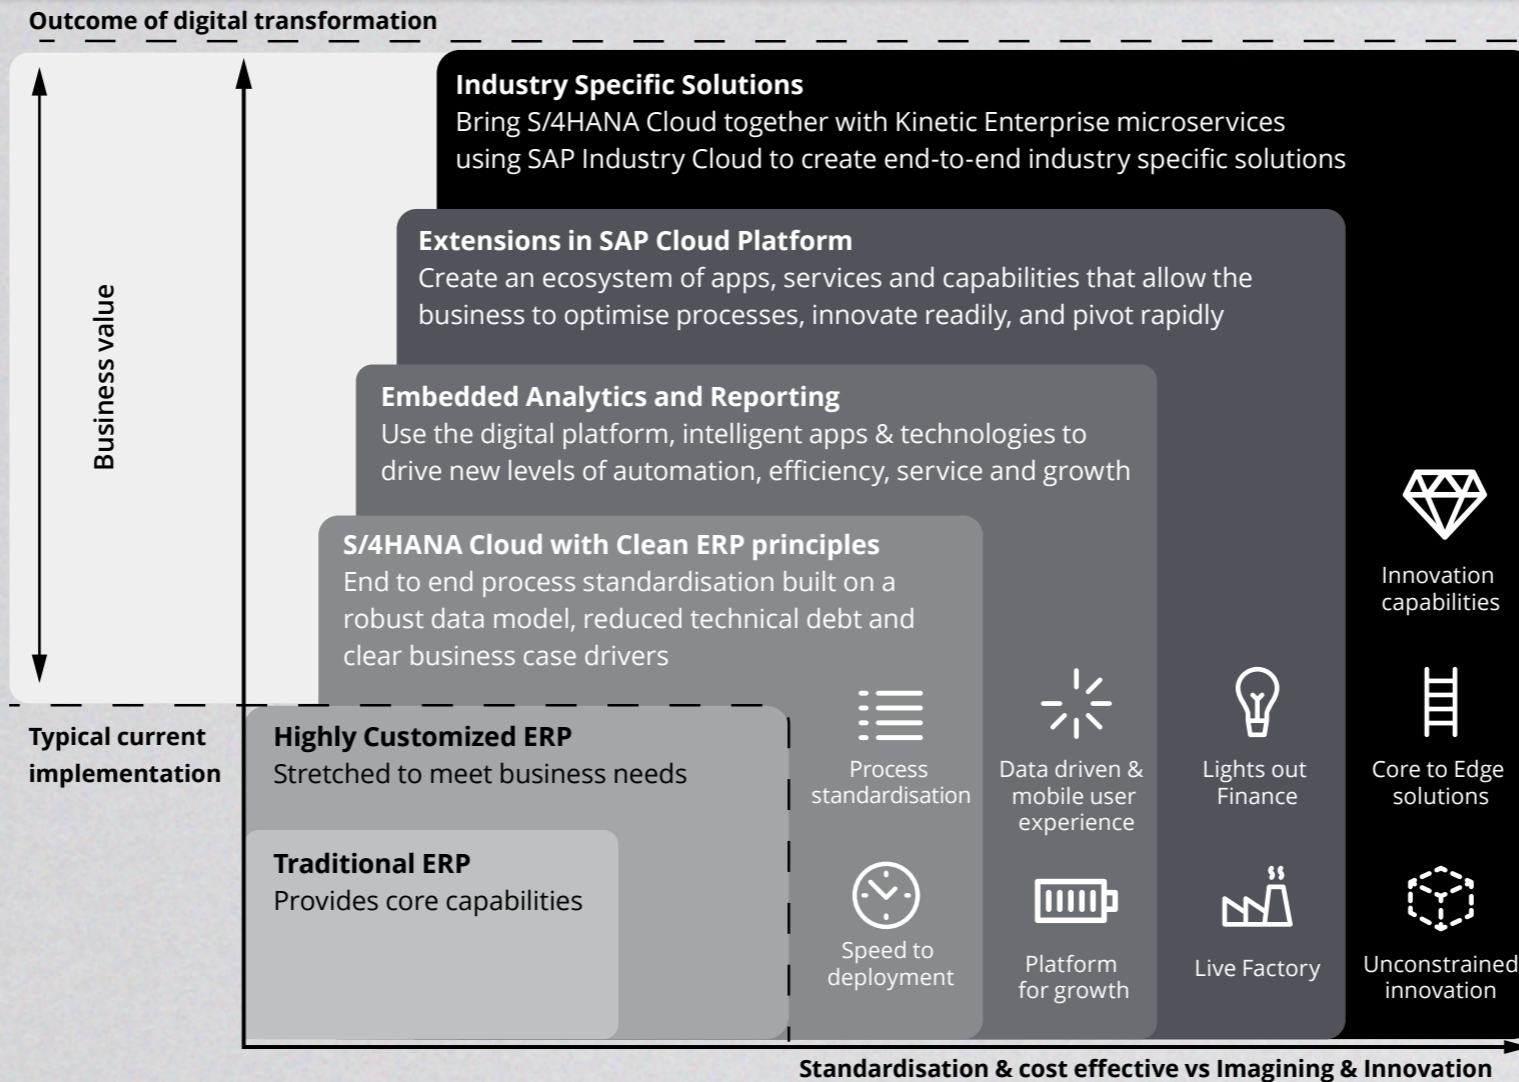 Outcome of digital transformation
Industry Specific Solutions
Bring S/4HANA Cloud together with Kinetic Enterprise microservices
using SAP Industry Cloud to create end-to-end industry specific solutions
Extensions in SAP Cloud Platform
Create an ecosystem of apps, services and capabilities that allow the
business to optimise processes, innovate readily, and pivot rapidly
Business value
Embedded Analytics and Reporting
Use the digital platform, intelligent apps & technologies to
drive new levels of automation, efficiency, service and growth
S/4HANA Cloud with Clean ERP principles
End to end process standardisation built on a
robust data model, reduced technical debt and
clear business case drivers
Innovation
capabilities
Typical current
implementation
Highly Customized ERP
Stretched to meet business needs
Process
standardisation
Data driven &
mobile user
experience
Lights out
Finance
Core to Edge
solutions
Traditional ERP
Provides core capabilities
Speed to
deployment
Platform
for growth
Live Factory
Unconstrained
innovation
Standardisation & cost effective vs Imagining & Innovation